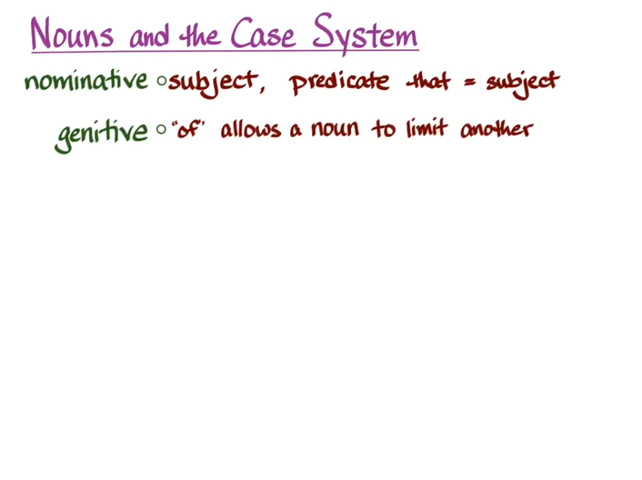 Nouns and the Case System
nominative ○ subject, predicate that = subject
genitive ○ "of" allows a noun to limit another